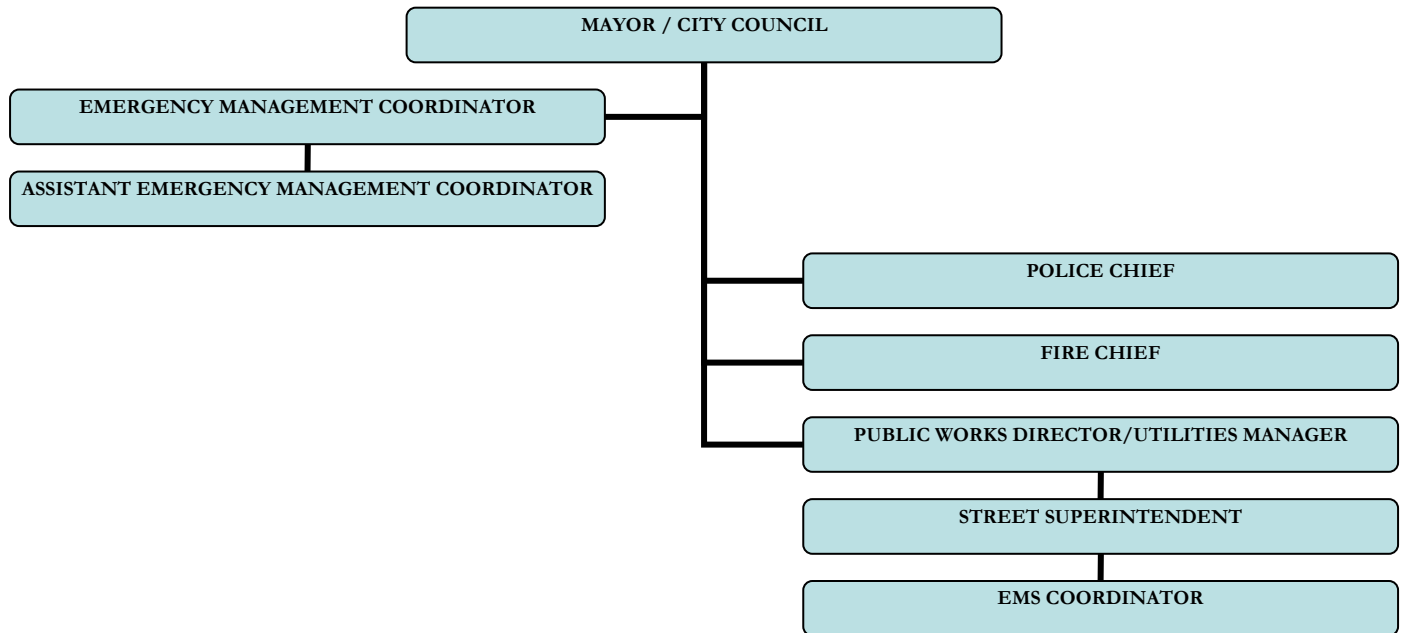 MAYOR / CITY COUNCIL
EMERGENCY MANAGEMENT COORDINATOR
ASSISTANT EMERGENCY MANAGEMENT COORDINATOR
POLICE CHIEF
FIRE CHIEF
PUBLIC WORKS DIRECTOR/UTILITIES MANAGER
STREET SUPERINTENDENT
EMS COORDINATOR